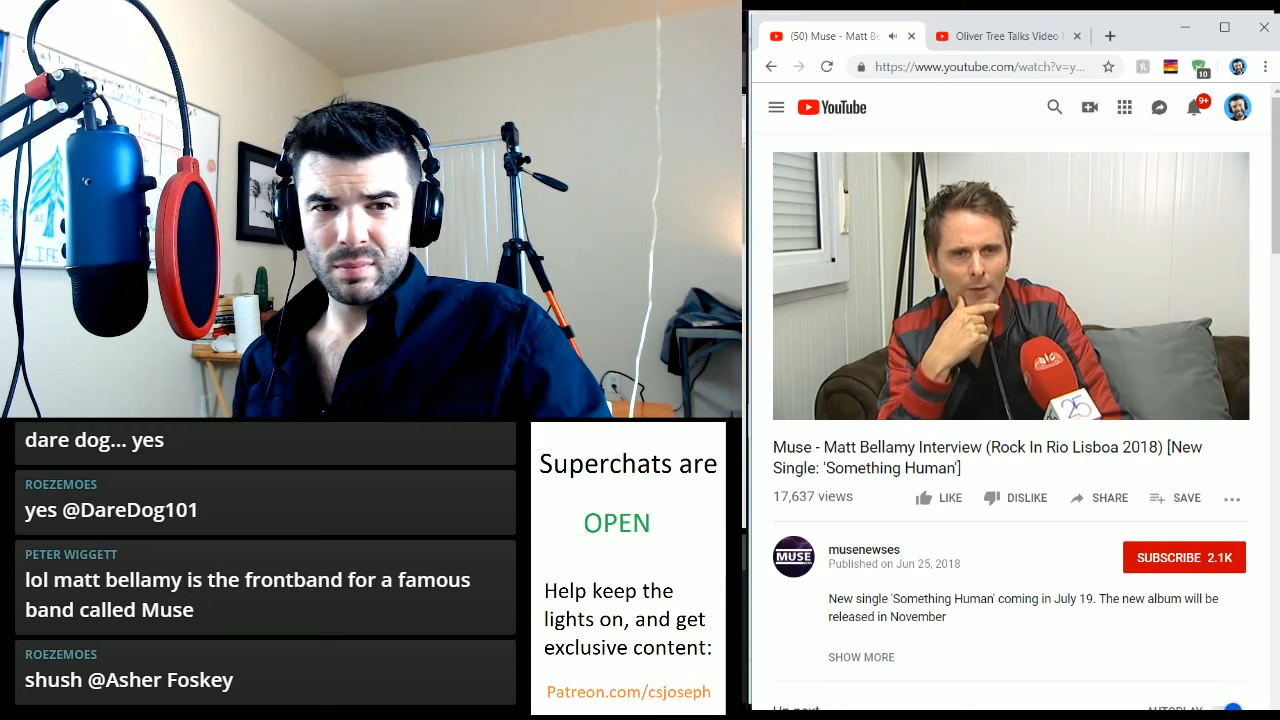 LIFE
dare dog... yes
ROEZEMOES
yes @DareDog101
PETER WIGGETT
lol matt bellamy is the frontband for a famous
band called Muse
ROEZEMOES
shush @Asher Foskey
Superchats are
OPEN
Help keep the
lights on, and get
exclusive content:
Patreon.com/csjoseph
(50) Muse - Matt Be
Oliver Tree Talks Video
https://www.youtube.com/watch?v=y...
10
YouTube
9+
25
Muse - Matt Bellamy Interview (Rock In Rio Lisboa 2018) [New
Single: 'Something Human']
17,637 views
LIKE
DISLIKE
SHARE
SAVE
MUSE
musenewses
Published on Jun 25, 2018
SUBSCRIBE 2.1K
New single 'Something Human' coming in July 19. The new album will be
released in November
SHOW MORE
Up next
AUTOPLAY